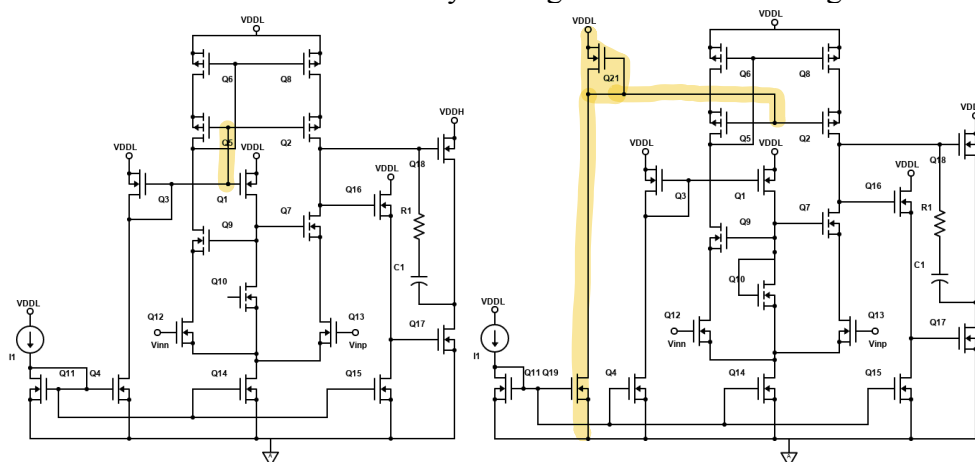 VDDL
VDDL
VDDL
Q6
Q8
Q21
Q6
Q8
VDDH
VDD
Q5
Q2
Q5
Q2
VDDL
VDDL
Q18
VDDL
VDDL
Q18
VDDL
VDDL
Q3
Q1
Q16
Q3
Q1
Q16
Q9
Q7
R1
Q9
Q7
R1
C1
C1
Q10
Q10
VDDL
Q12
Q13
Q17
VDDL
Q12
Q13
Q17
Vinn
Vinp
Vinn
Vinp
I1
I1
Q11
Q4
Q14
Q15
Q11
Q19
Q4
Q14
Q15
A
A